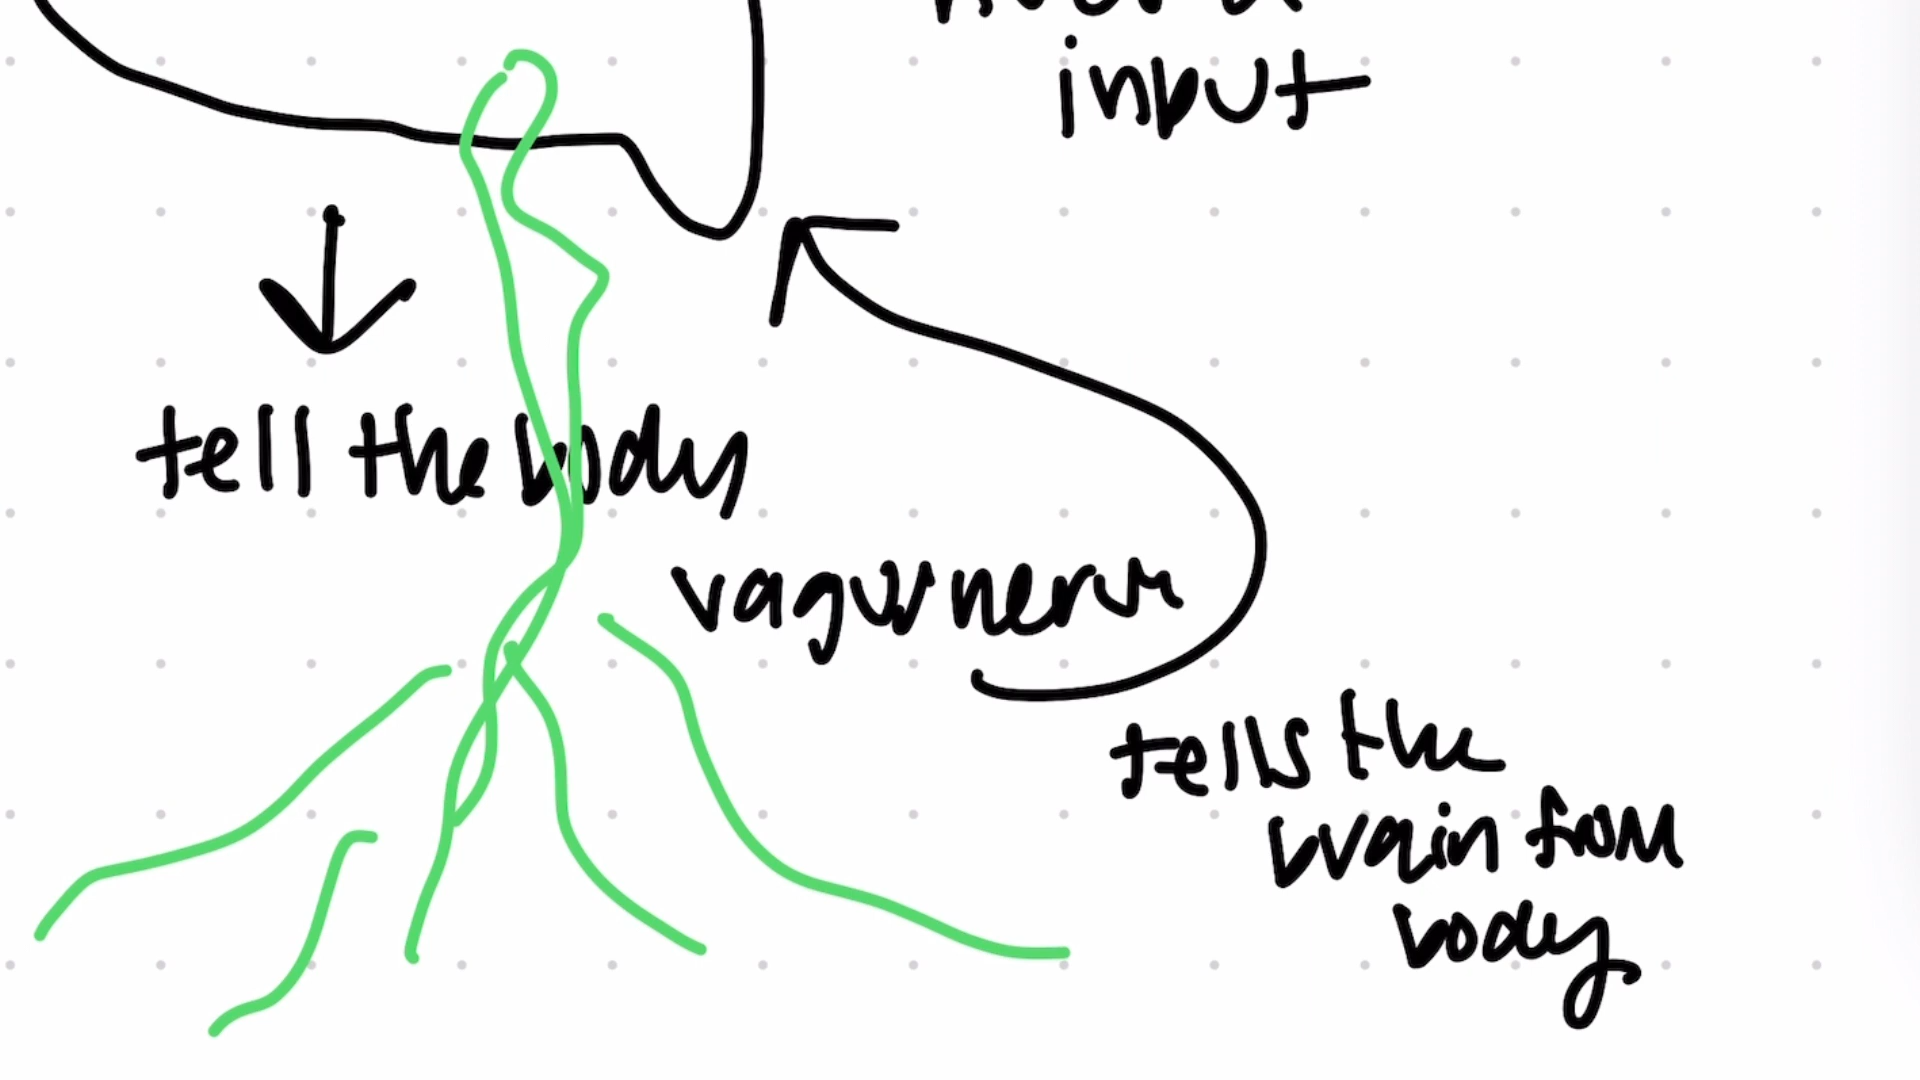 input
tell the body
vagus nerve
tells the
brain from
body